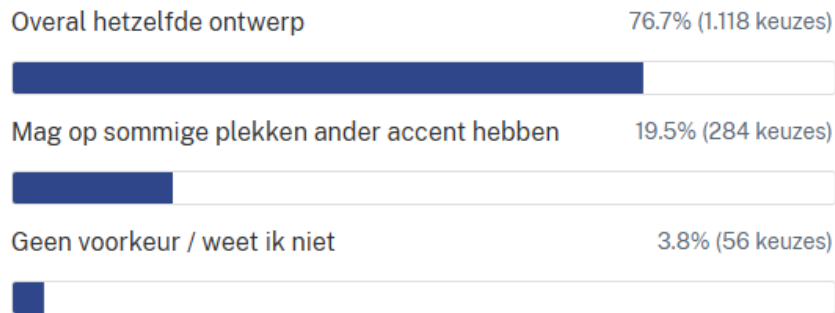 Overal hetzelfde ontwerp 76.7% (1.118 keuzes)
Mag op sommige plekken ander accent hebben 19.5% (284 keuzes)
Geen voorkeur / weet ik niet 3.8% (56 keuzes)